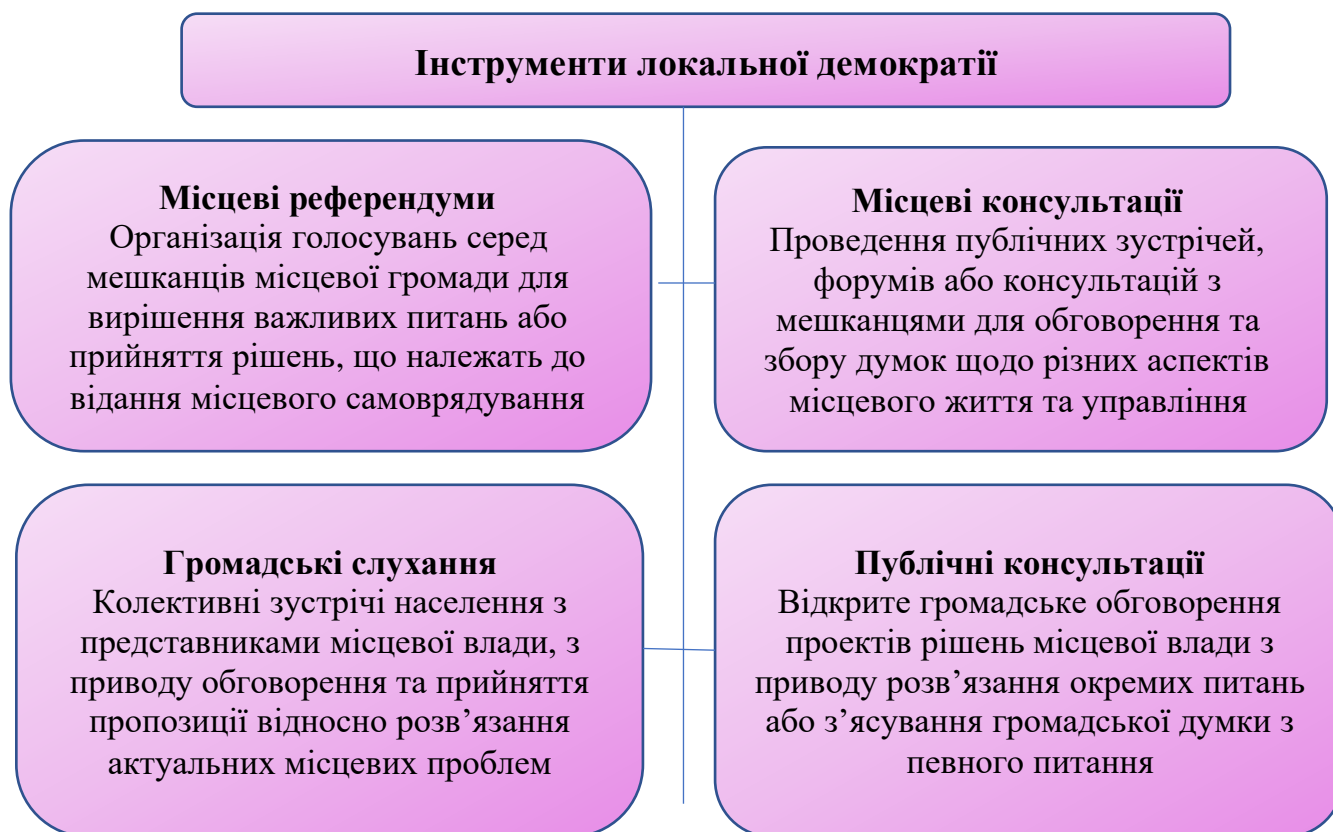 Інструменти локальної демократії
Місцеві референдуми
Організація голосувань серед
мешканців місцевої громади для
вирішення важливих питань або
прийняття рішень, що належать до
відання місцевого самоврядування
Місцеві консультації
Проведення публічних зустрічей,
форумів або консультацій з
мешканцями для обговорення та
збору думок щодо різних аспектів
місцевого життя та управління
Громадські слухання
Колективні зустрічі населення з
представниками місцевої влади, з
приводу обговорення та прийняття
пропозиції відносно розв’язання
актуальних місцевих проблем
Публічні консультації
Відкрите громадське обговорення
проектів рішень місцевої влади з
приводу розв’язання окремих питань
або з’ясування громадської думки з
певного питання